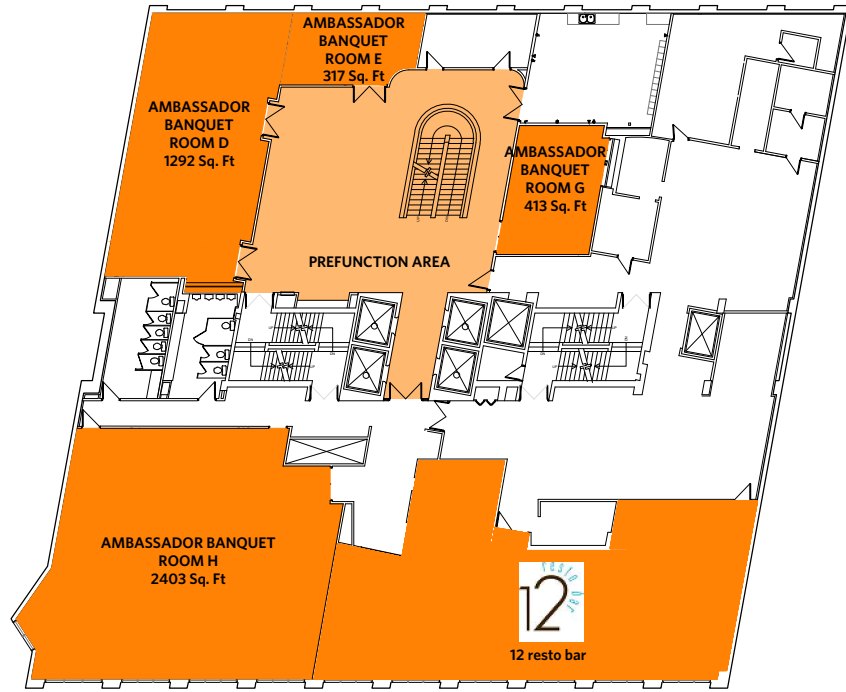 AMBASSADOR
BANQUET
ROOM E
317 Sq. Ft
AMBASSADOR
BANQUET
ROOM D
1292 Sq. Ft
AMBASSADOR
BANQUET
ROOM G
413 Sq. Ft
PREFUNCTION AREA
AMBASSADOR BANQUET
ROOM H
2403 Sq. Ft
resto bar
12
12 resto bar